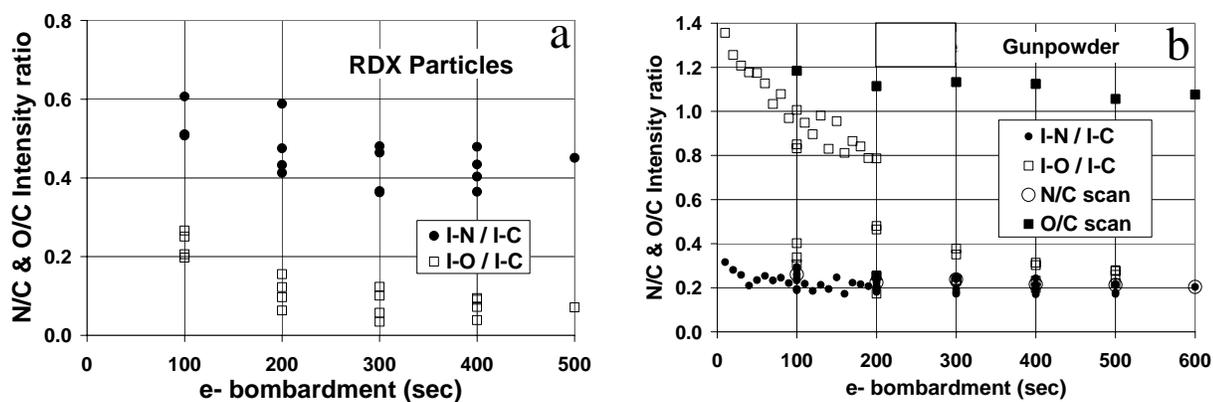 a
RDX Particles
N/C & O/C Intensity ratio
0.8
0.6
0.4
0.2
0.0
I-N / I-C
I-O / I-C
0 100 200 300 400 500
e- bombardment (sec)
b
Gunpowder
N/C & O/C Intensity ratio
1.4
1.2
1.0
0.8
0.6
0.4
0.2
0.0
I-N / I-C
I-O / I-C
N/C scan
O/C scan
0 100 200 300 400 500 600
e- bombardment (sec)